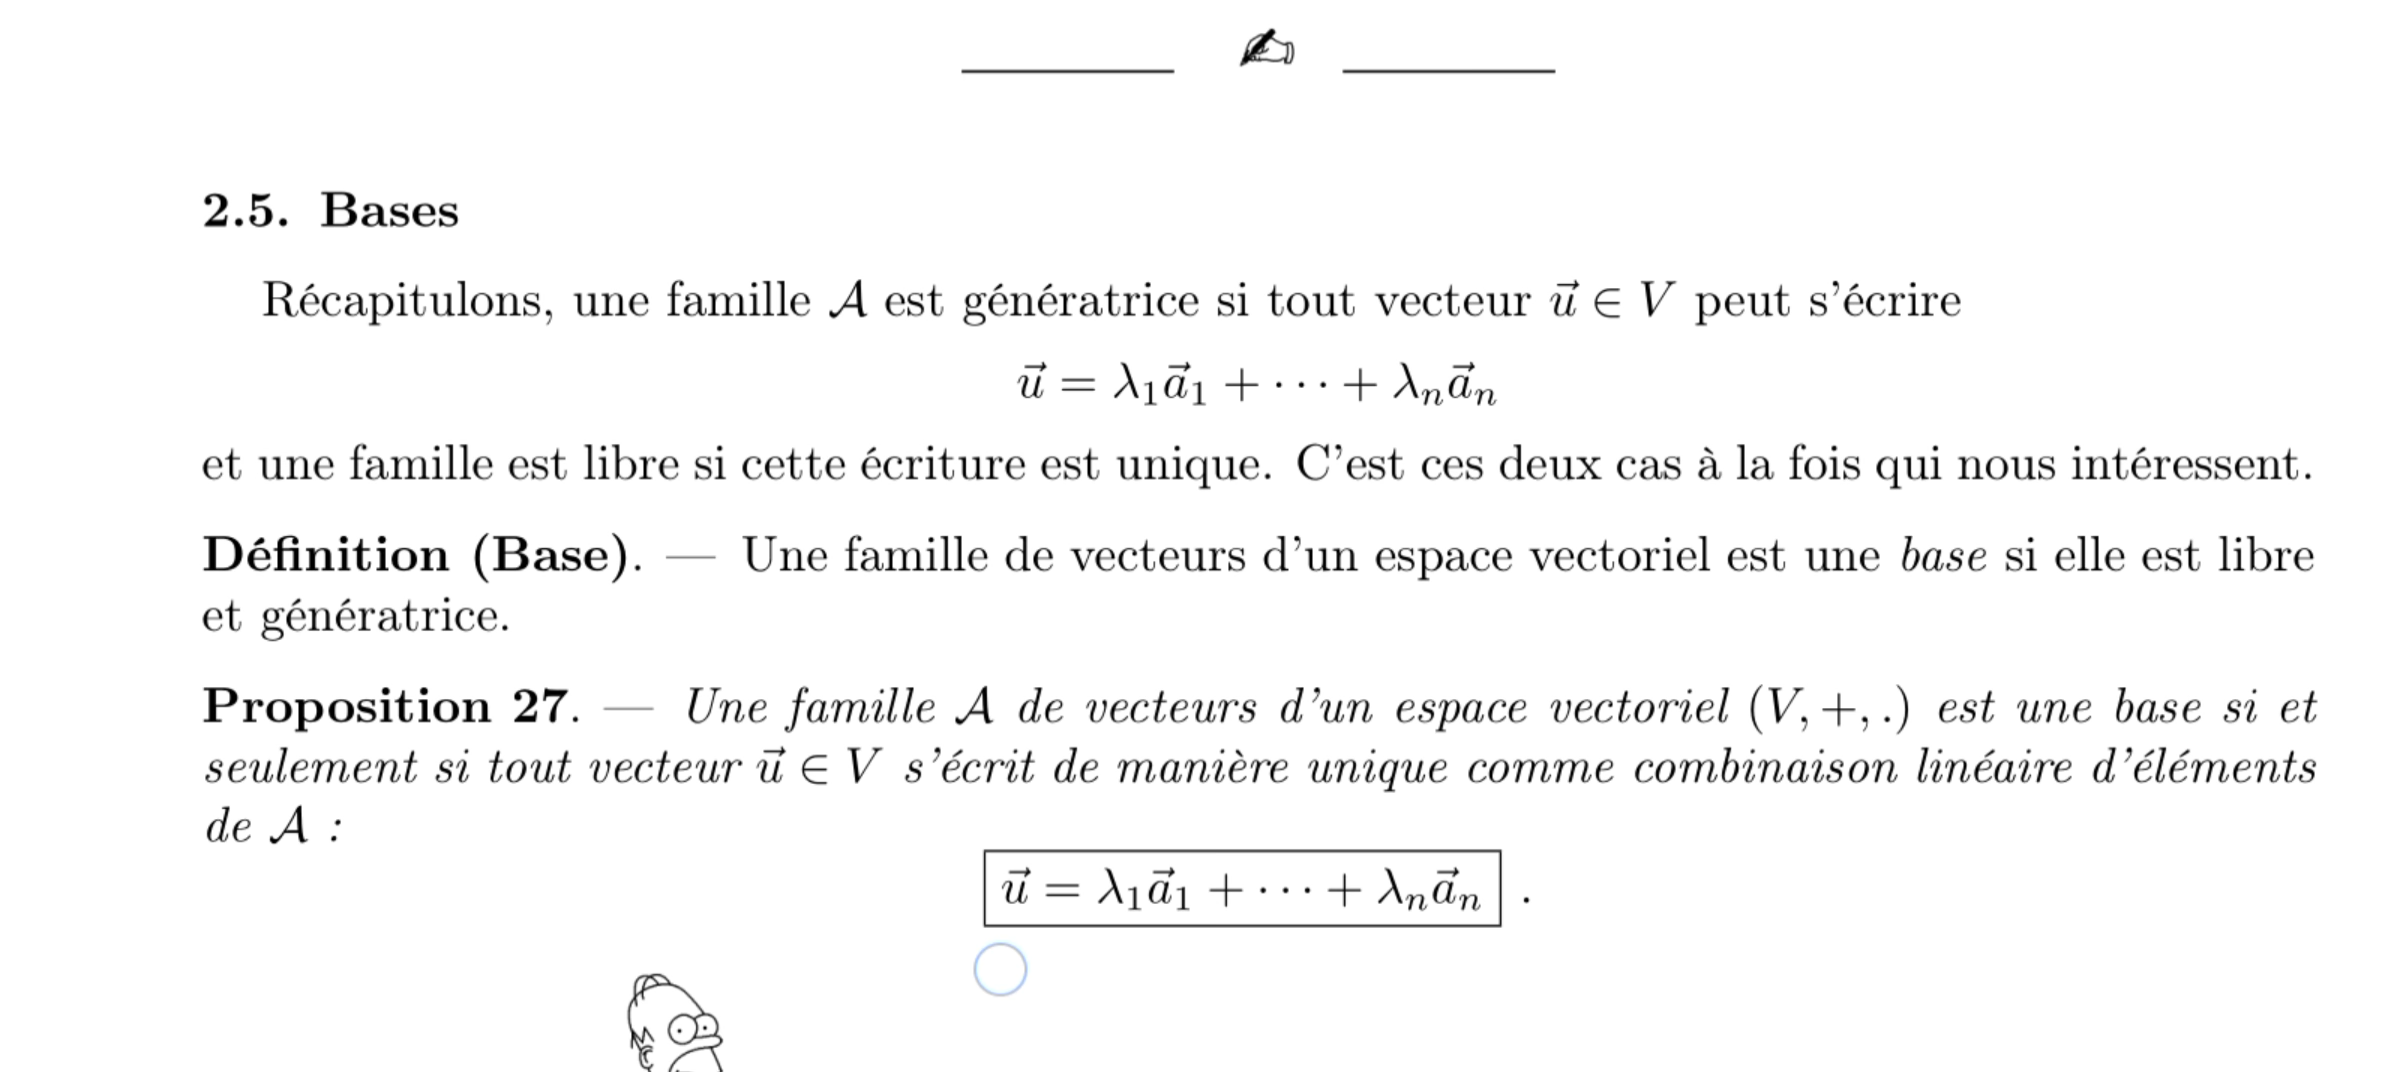 2.5. Bases
Récapitulons, une famille 𝒜 est génératrice si tout vecteur u⃗ ∈ V peut s'écrire
u⃗ = λ₁a⃗₁ + ⋯ + λₙa⃗ₙ
et une famille est libre si cette écriture est unique. C'est ces deux cas à la fois qui nous intéressent.
Définition (Base). — Une famille de vecteurs d'un espace vectoriel est une base si elle est libre
et génératrice.
Proposition 27. — Une famille 𝒜 de vecteurs d'un espace vectoriel (V, +, .) est une base si et
seulement si tout vecteur u⃗ ∈ V s'écrit de manière unique comme combinaison linéaire d'éléments
de 𝒜 :
u⃗ = λ₁a⃗₁ + ⋯ + λₙa⃗ₙ .